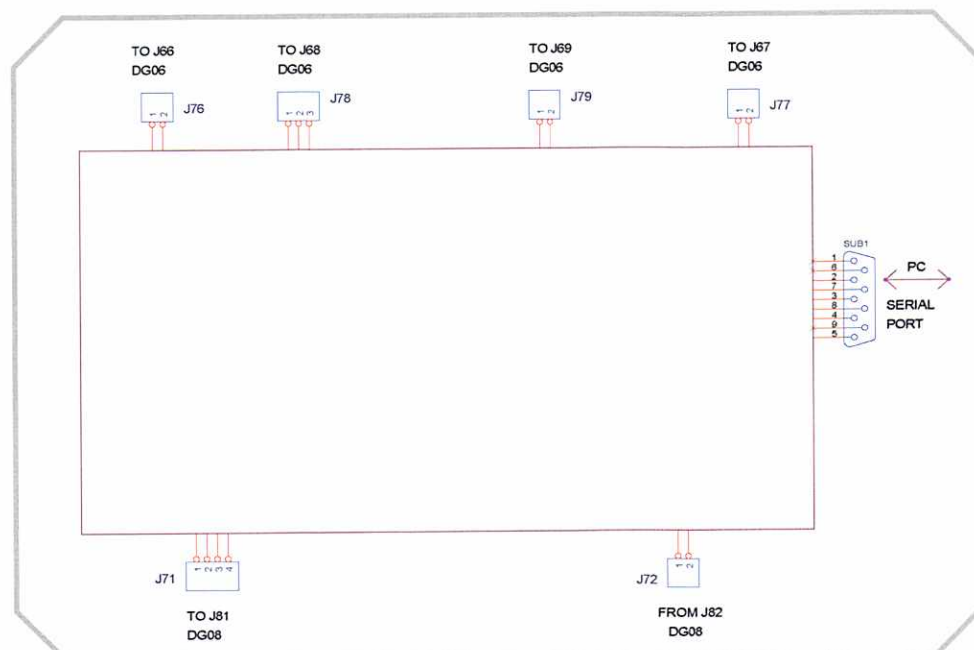 TO J66
DG06
J76
1
2
TO J68
DG06
J78
1
2
3
TO J69
DG06
J79
1
2
TO J67
DG06
J77
1
2
SUB1
1
6
2
7
3
8
4
9
5
PC
SERIAL
PORT
J71
1
2
3
4
TO J81
DG08
J72
1
2
FROM J82
DG08